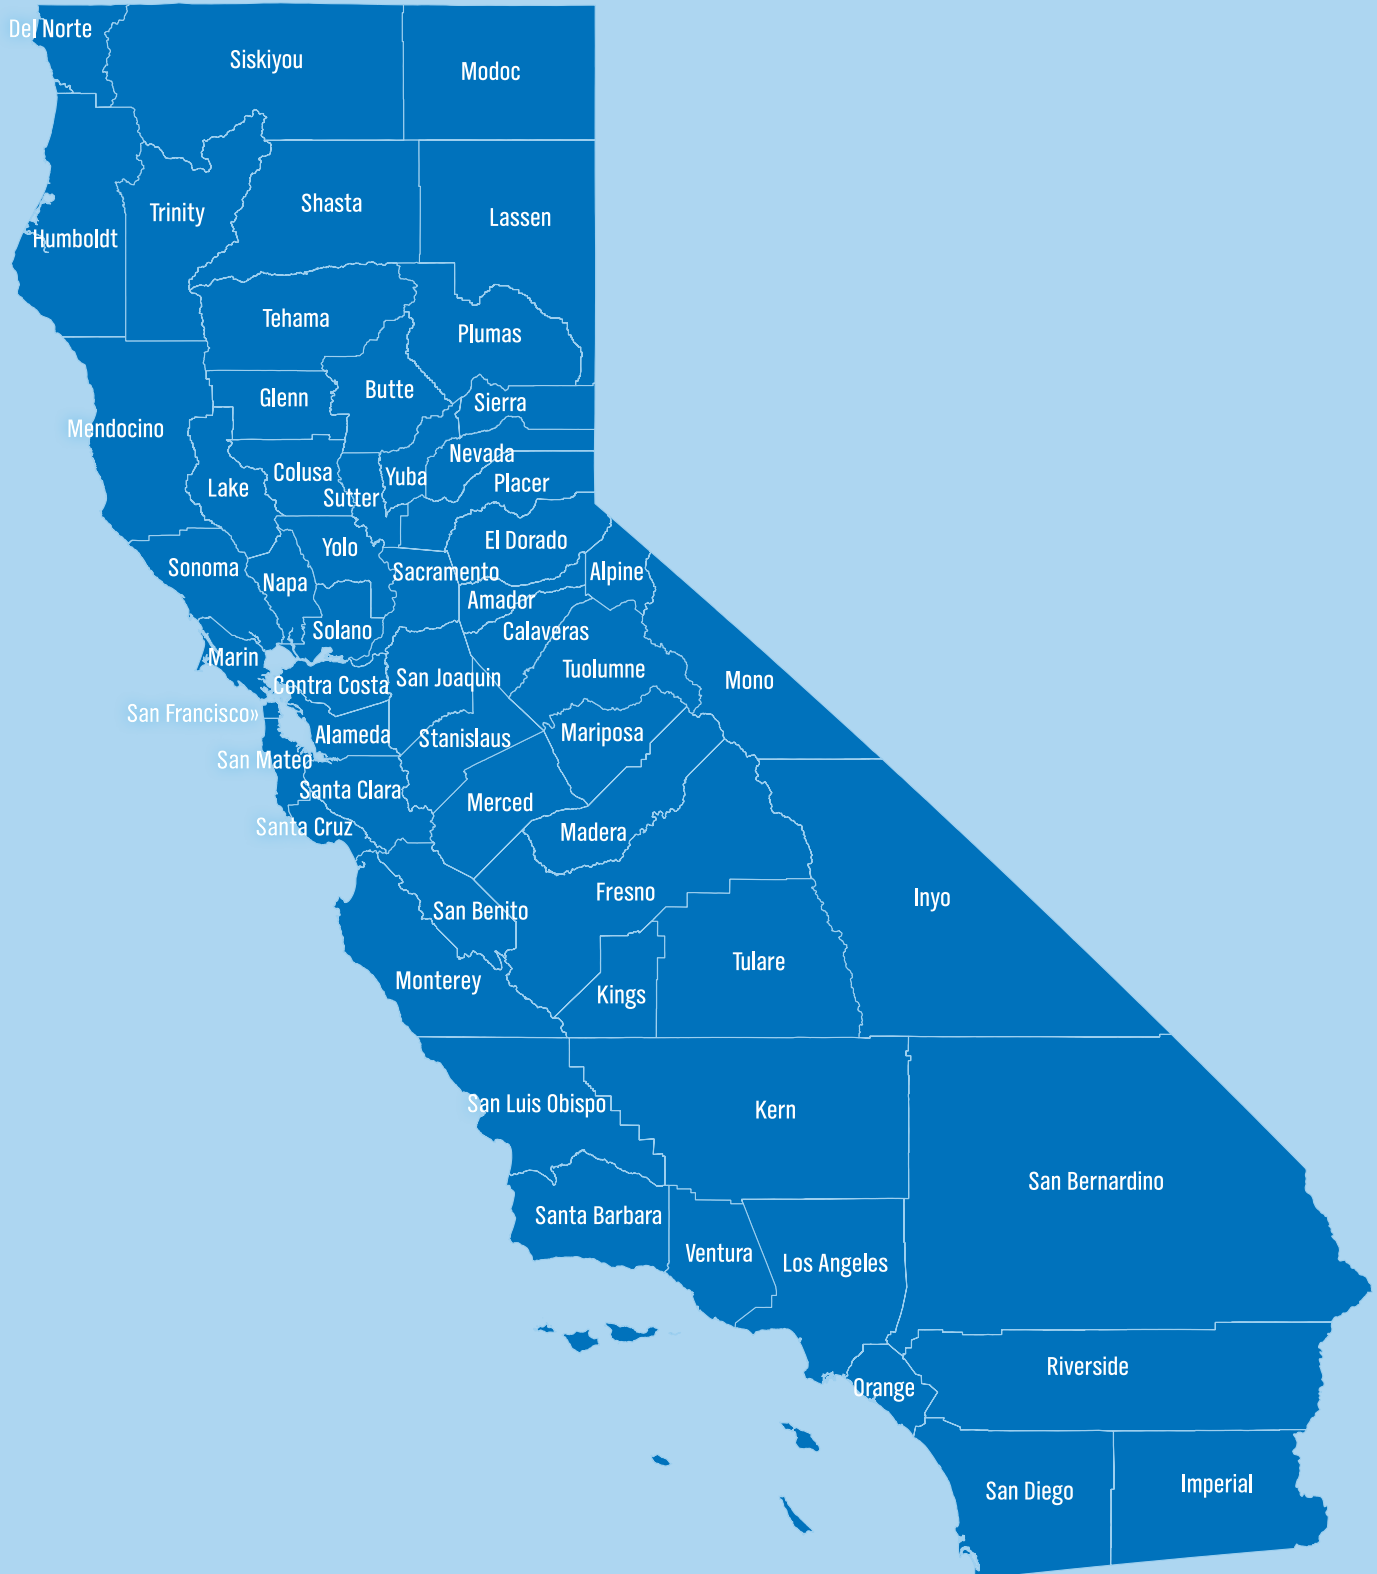 Del Norte
Siskiyou
Modoc
Shasta
Trinity
Lassen
Humboldt
Tehama
Plumas
Butte
Glenn
Sierra
Mendocino
Nevada
Colusa
Yuba
Placer
Lake
Sutter
El Dorado
Yolo
Sonoma
Sacramento
Alpine
Napa
Amador
Solano
Calaveras
Marin
Tuolumne
San Joaquin
Mono
Contra Costa
San Francisco»
Mariposa
Alameda
Stanislaus
San Mateo
Santa Clara
Merced
Santa Cruz
Madera
Fresno
Inyo
San Benito
Tulare
Monterey
Kings
San Luis Obispo
Kern
San Bernardino
Santa Barbara
Ventura
Los Angeles
Riverside
Orange
San Diego
Imperial